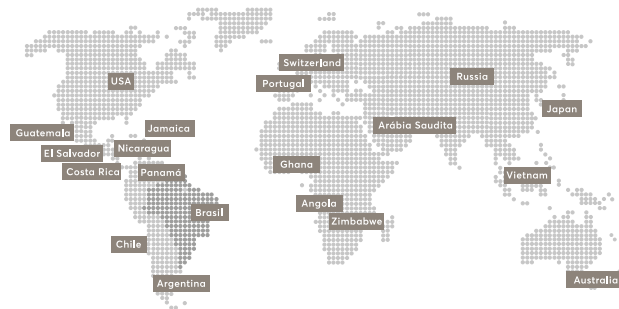 Switzerland
Russia
USA
Portugal
Japan
Guatemala
Jamaica
Arábia Saudita
El Salvador
Nicaragua
Ghana
Costa Rica
Panamá
Vietnam
Brasil
Angola
Zimbabwe
Chile
Argentina
Australia